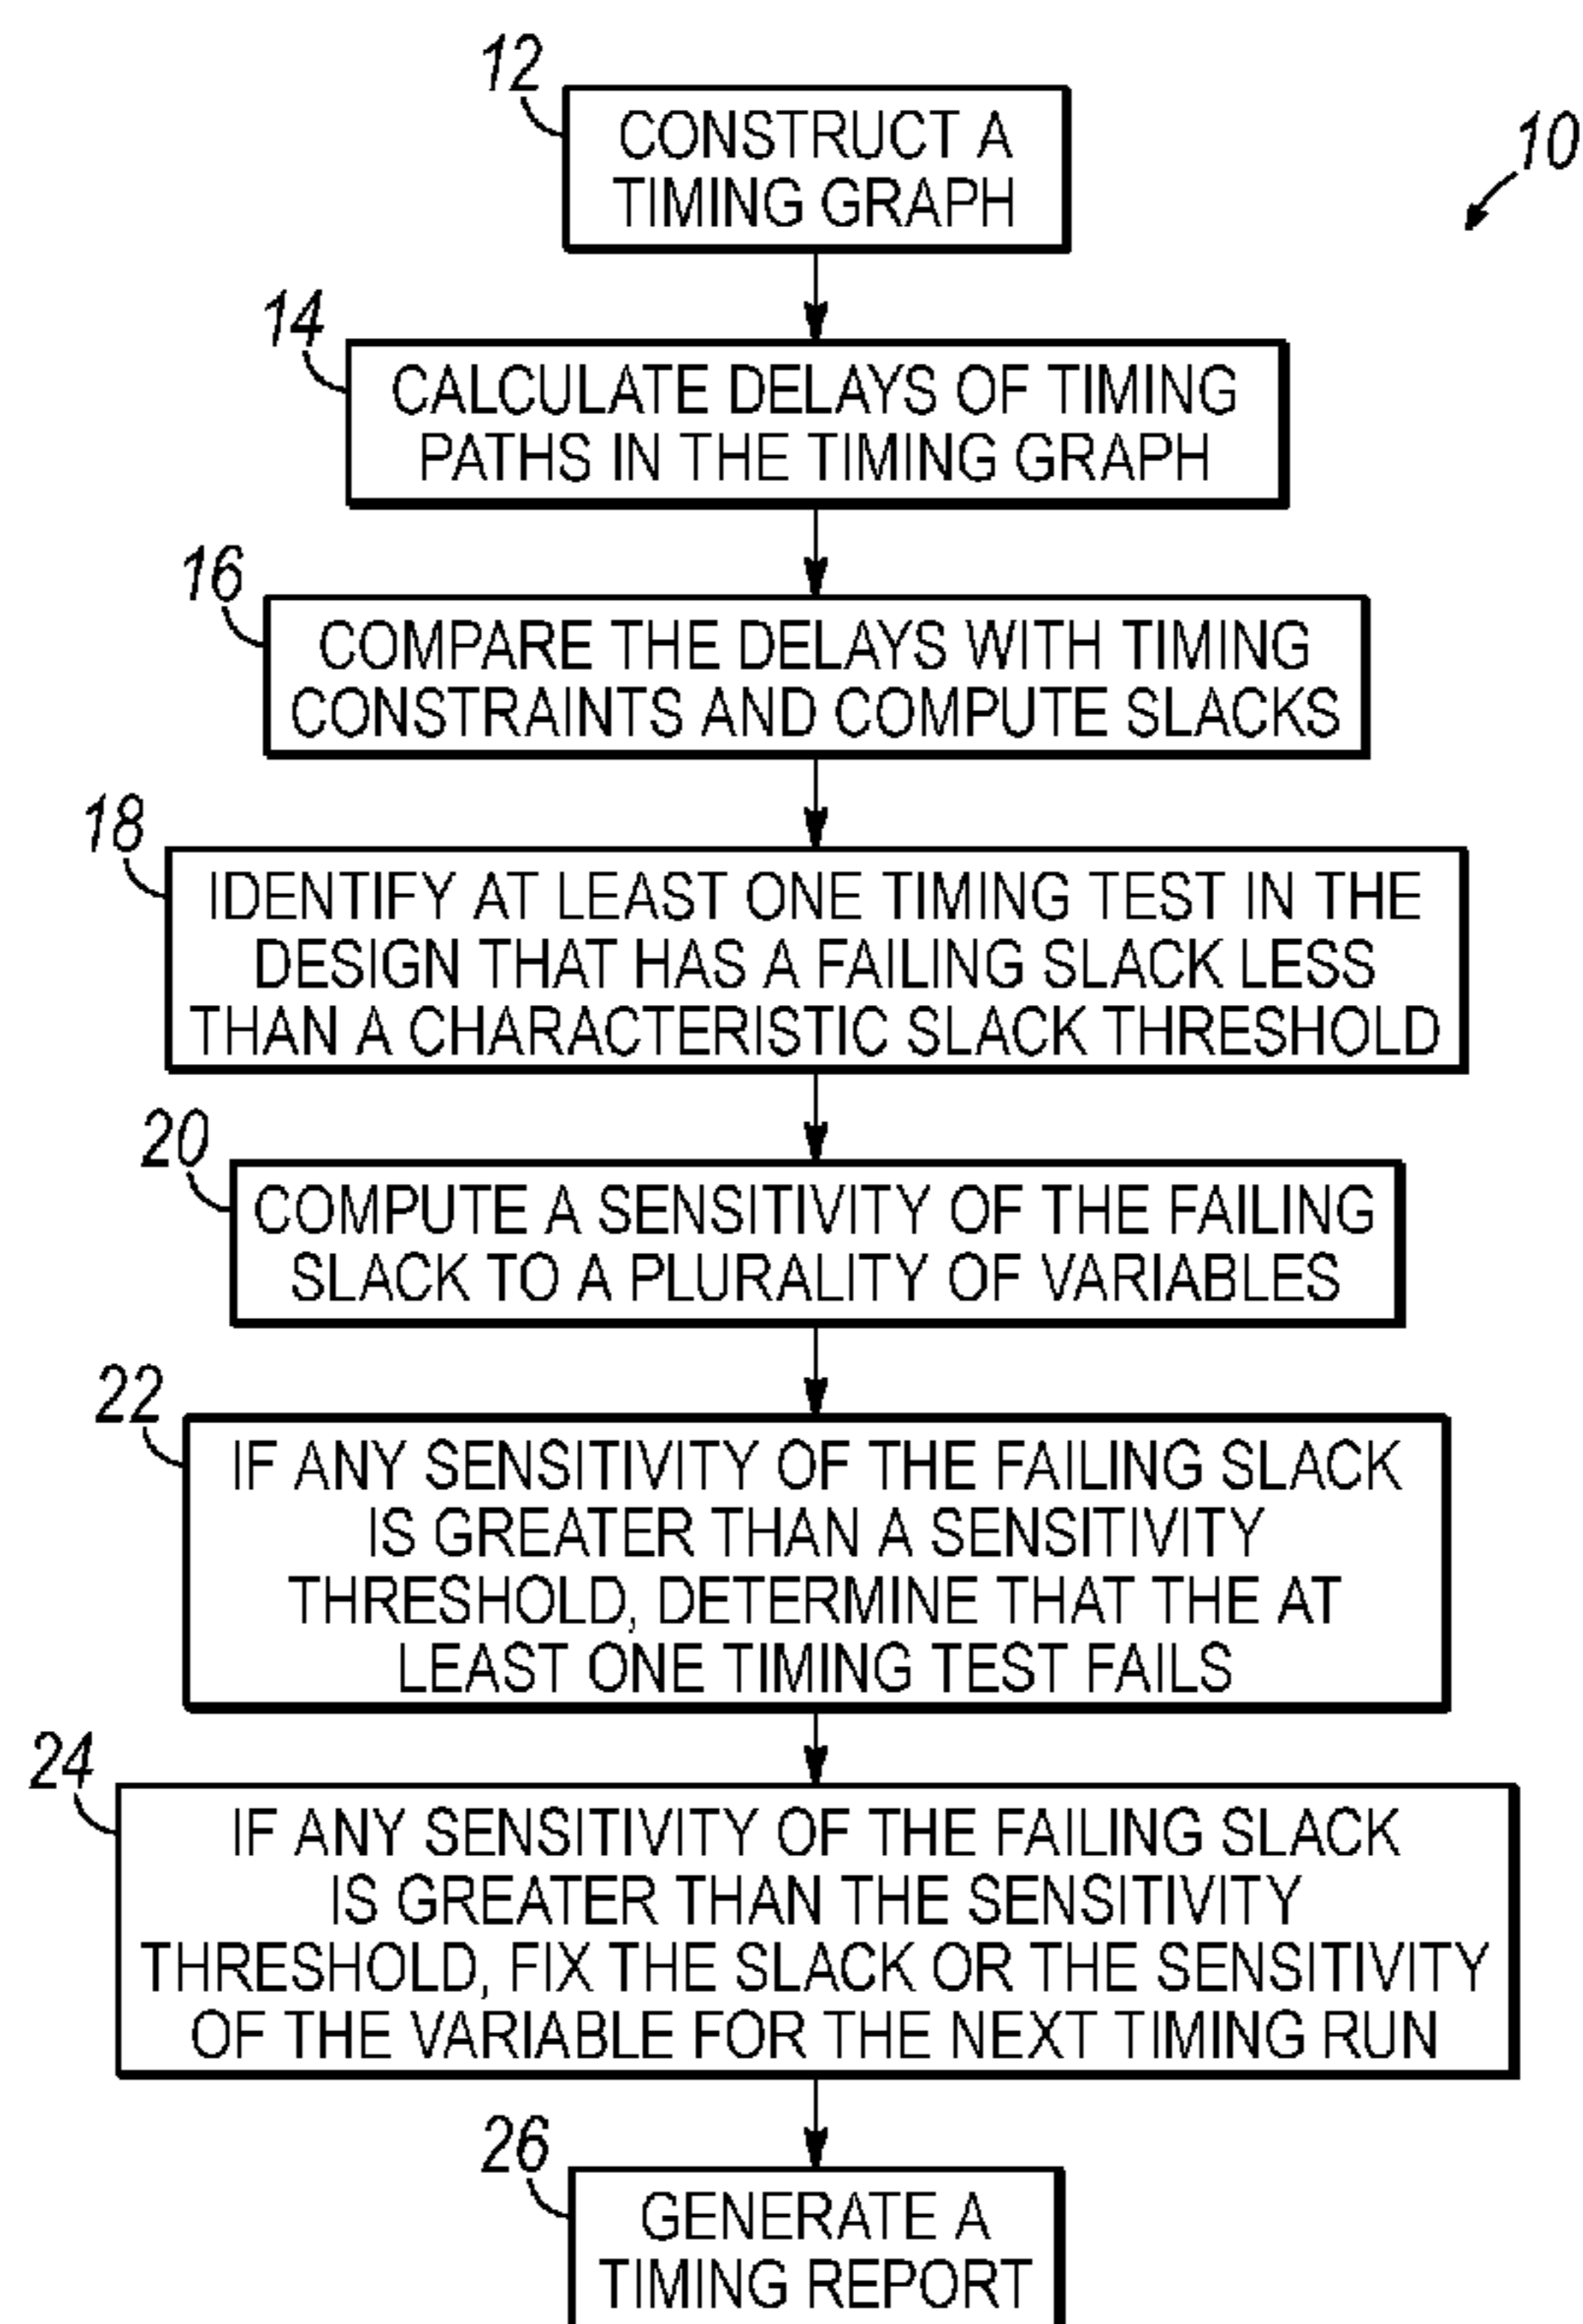 12
CONSTRUCT A
TIMING GRAPH
10
14
CALCULATE DELAYS OF TIMING
PATHS IN THE TIMING GRAPH
16
COMPARE THE DELAYS WITH TIMING
CONSTRAINTS AND COMPUTE SLACKS
18
IDENTIFY AT LEAST ONE TIMING TEST IN THE
DESIGN THAT HAS A FAILING SLACK LESS
THAN A CHARACTERISTIC SLACK THRESHOLD
20
COMPUTE A SENSITIVITY OF THE FAILING
SLACK TO A PLURALITY OF VARIABLES
22
IF ANY SENSITIVITY OF THE FAILING SLACK
IS GREATER THAN A SENSITIVITY
THRESHOLD, DETERMINE THAT THE AT
LEAST ONE TIMING TEST FAILS
24
IF ANY SENSITIVITY OF THE FAILING SLACK
IS GREATER THAN THE SENSITIVITY
THRESHOLD, FIX THE SLACK OR THE SENSITIVITY
OF THE VARIABLE FOR THE NEXT TIMING RUN
26
GENERATE A
TIMING REPORT